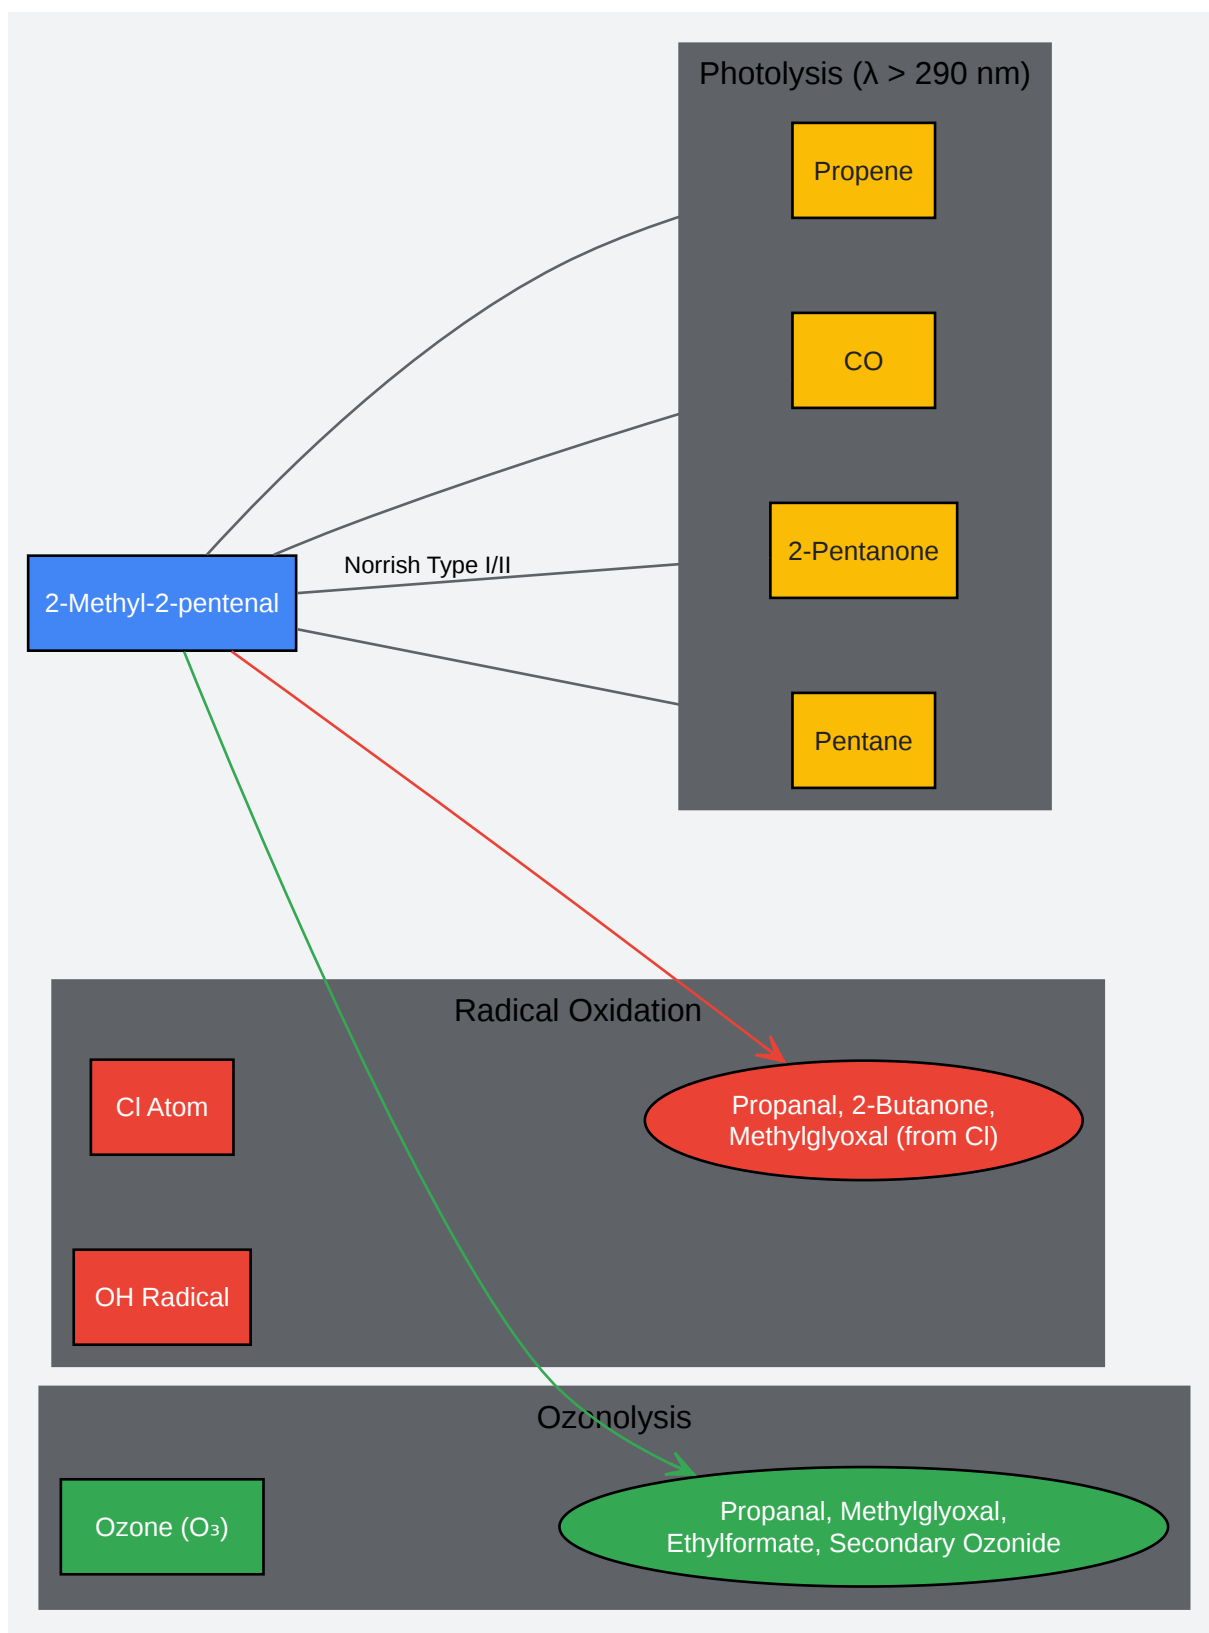 Photolysis (λ > 290 nm)
Propene
CO
2-Pentanone
Pentane
Norrish Type I/II
2-Methyl-2-pentenal
Radical Oxidation
Cl Atom
Propanal, 2-Butanone,
Methylglyoxal (from Cl)
OH Radical
Ozonolysis
Ozone (O₃)
Propanal, Methylglyoxal,
Ethylformate, Secondary Ozonide